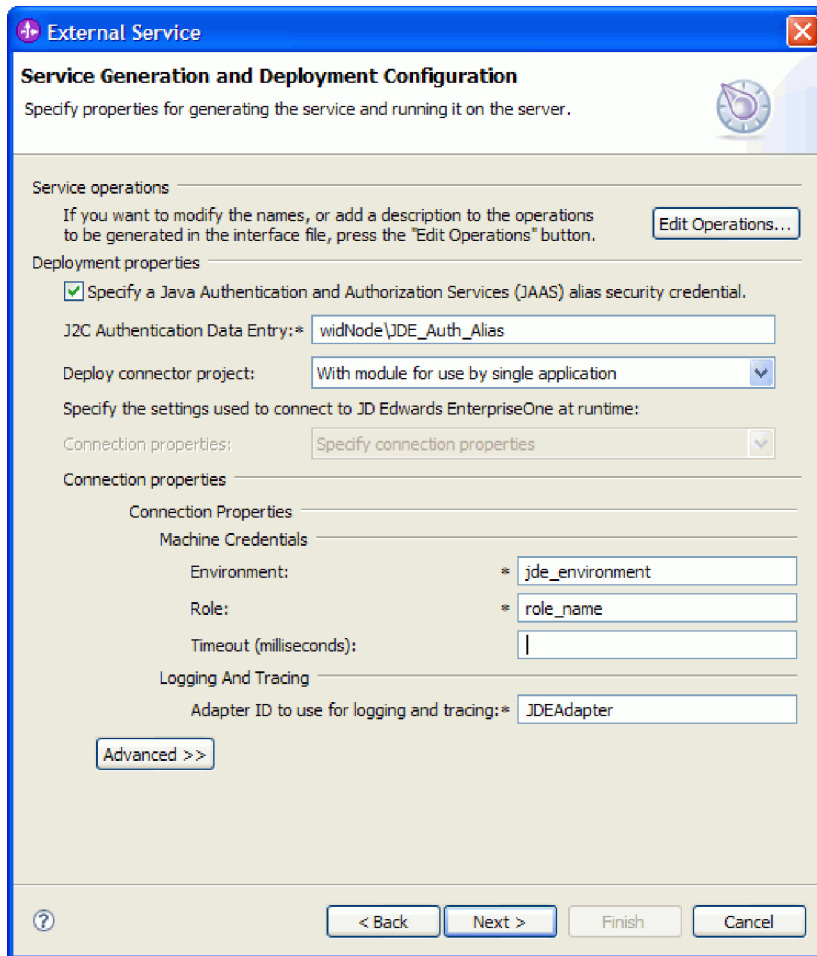 External Service
Service Generation and Deployment Configuration
Specify properties for generating the service and running it on the server.
Service operations
If you want to modify the names, or add a description to the operations
to be generated in the interface file, press the "Edit Operations" button.
Edit Operations...
Deployment properties
Specify a Java Authentication and Authorization Services (JAAS) alias security credential.
J2C Authentication Data Entry:* widNode\JDE_Auth_Alias
Deploy connector project: With module for use by single application
Specify the settings used to connect to JD Edwards EnterpriseOne at runtime:
Connection properties: Specify connection properties
Connection properties
Connection Properties
Machine Credentials
Environment: * jde_environment
Role: * role_name
Timeout (milliseconds):
Logging And Tracing
Adapter ID to use for logging and tracing:* JDEAdapter
Advanced >>
? < Back Next > Finish Cancel